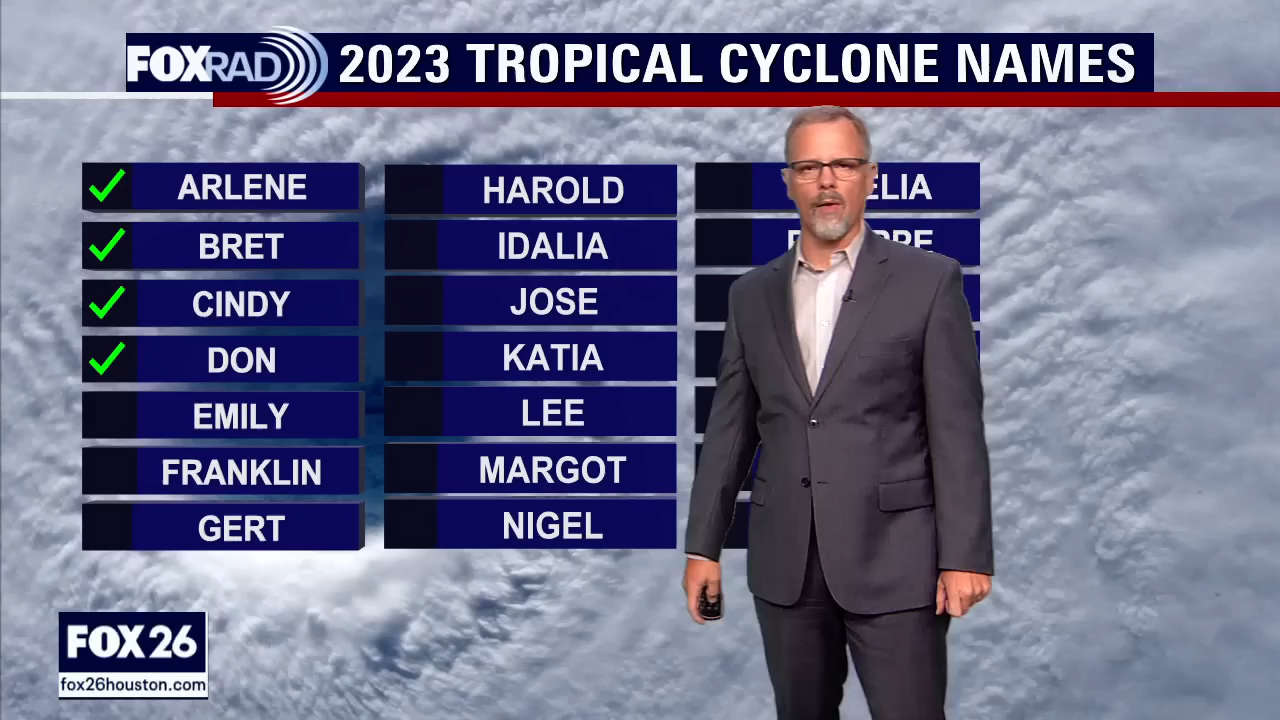 FOXRAD 2023 TROPICAL CYCLONE NAMES
ARLENE
BRET
CINDY
DON
EMILY
FRANKLIN
GERT
HAROLD
IDALIA
JOSE
KATIA
LEE
MARGOT
NIGEL
ELIA
FOX 26
fox26houston.com